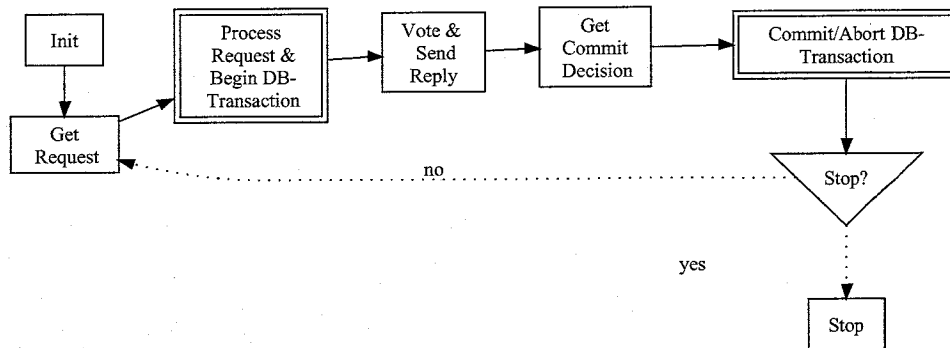 Init
Get
Request
Process
Request &
Begin DB-
Transaction
Vote &
Send
Reply
Get
Commit
Decision
Commit/Abort DB-
Transaction
Stop?
no
yes
Stop